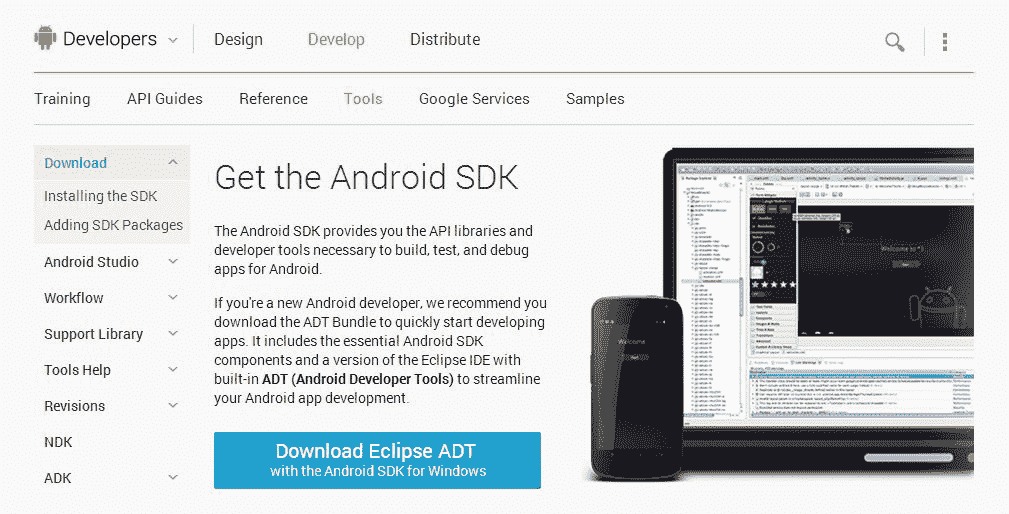 Developers
Design
Develop
Distribute
Training
API Guides
Reference
Tools
Google Services
Samples
Download
Installing the SDK
Adding SDK Packages
Android Studio
Workflow
Support Library
Tools Help
Revisions
NDK
ADK
Get the Android SDK
The Android SDK provides you the API libraries and
developer tools necessary to build, test, and debug
apps for Android.
If you're a new Android developer, we recommend you
download the ADT Bundle to quickly start developing
apps. It includes the essential Android SDK
components and a version of the Eclipse IDE with
built-in ADT (Android Developer Tools) to streamline
your Android app development.
Download Eclipse ADT
with the Android SDK for Windows
Welcome